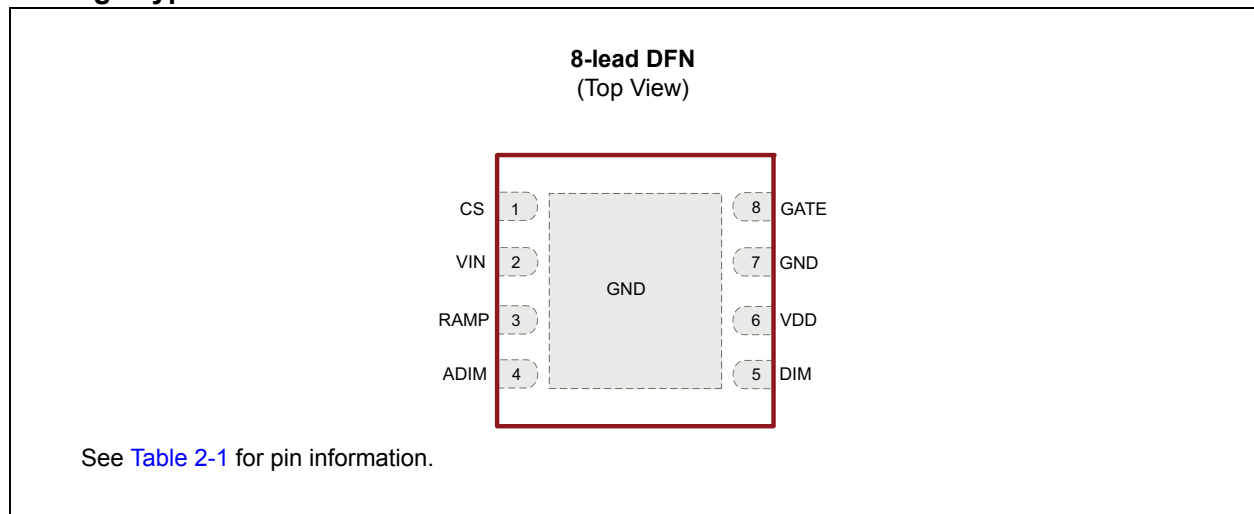 8-lead DFN
(Top View)
CS 1 8 GATE
VIN 2 7 GND
GND
RAMP 3 6 VDD
ADIM 4 5 DIM
See Table 2-1 for pin information.